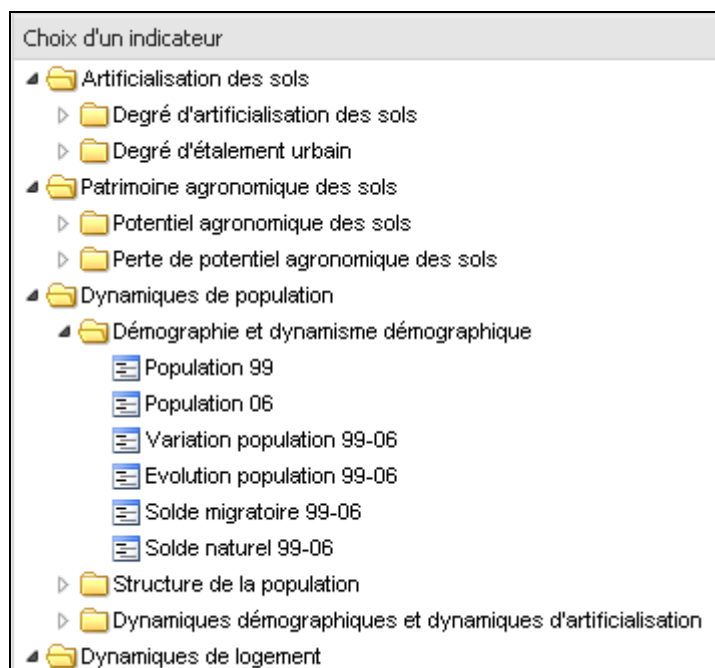 Choix d'un indicateur
Artificialisation des sols
Degré d'artificialisation des sols
Degré d'étalement urbain
Patrimoine agronomique des sols
Potentiel agronomique des sols
Perte de potentiel agronomique des sols
Dynamiques de population
Démographie et dynamisme démographique
Population 99
Population 06
Variation population 99-06
Evolution population 99-06
Solde migratoire 99-06
Solde naturel 99-06
Structure de la population
Dynamiques démographiques et dynamiques d'artificialisation
Dynamiques de logement